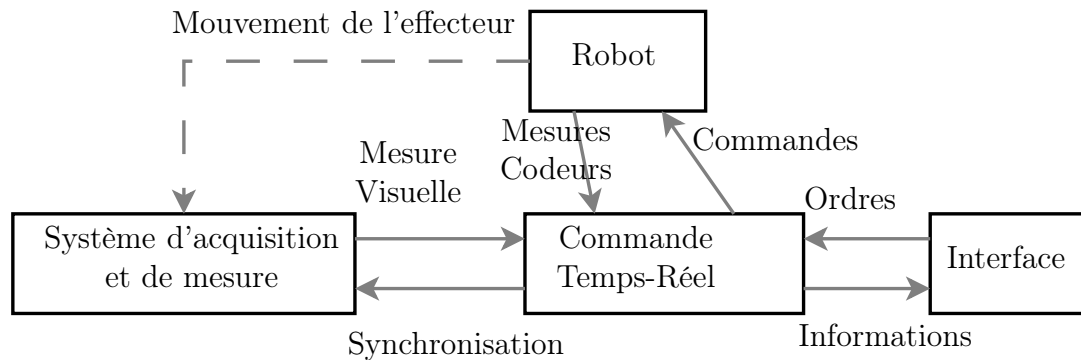 Mouvement de l'effecteur
Robot
Mesures
Codeurs
Commandes
Mesure
Visuelle
Ordres
Système d'acquisition
et de mesure
Commande
Temps-Réel
Interface
Synchronisation
Informations